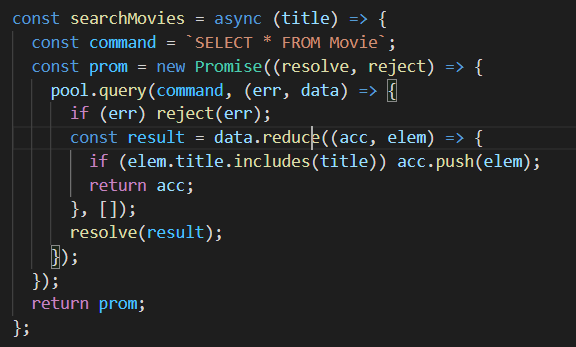 const searchMovies = async (title) => {
  const command = `SELECT * FROM Movie`;
  const prom = new Promise((resolve, reject) => {
    pool.query(command, (err, data) => {
      if (err) reject(err);
      const result = data.reduce((acc, elem) => {
        if (elem.title.includes(title)) acc.push(elem);
        return acc;
      }, []);
      resolve(result);
    });
  });
  return prom;
};